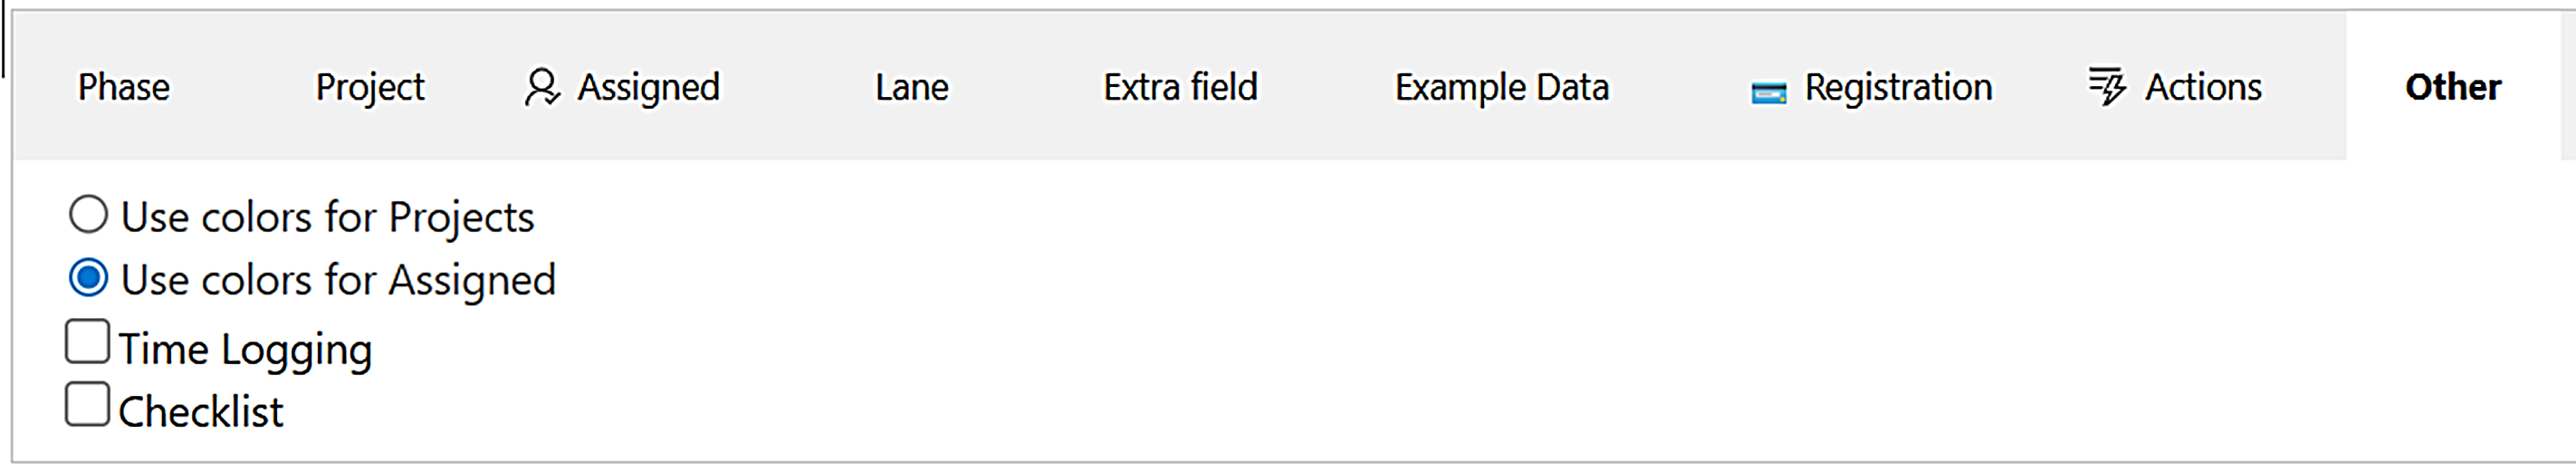 Phase Project Assigned Lane Extra field Example Data Registration Actions Other
Use colors for Projects
Use colors for Assigned
Time Logging
Checklist